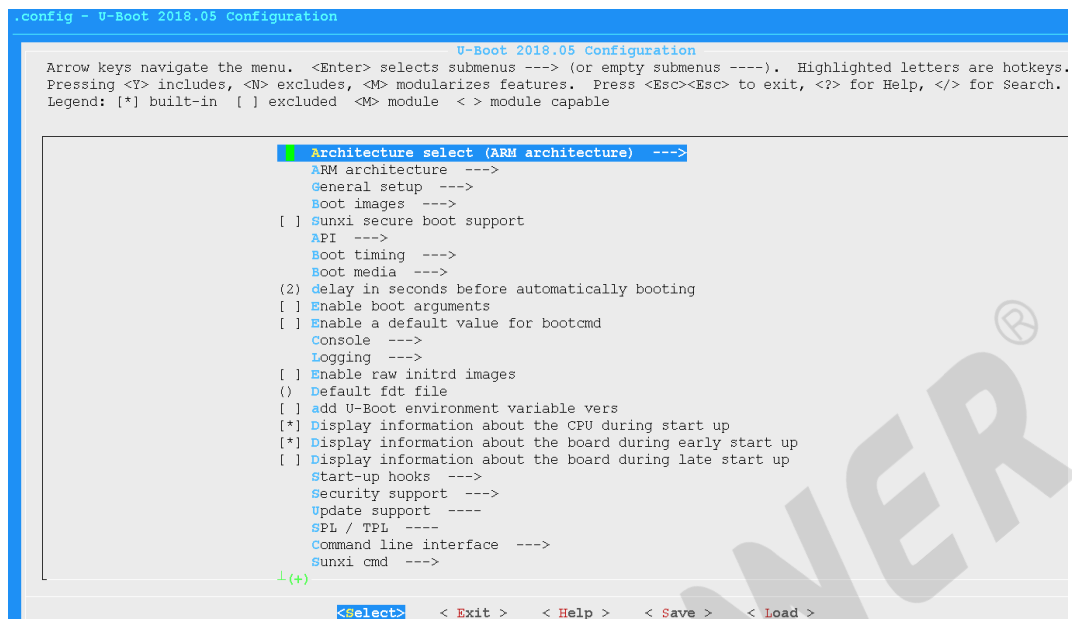 .config - U-Boot 2018.05 Configuration
U-Boot 2018.05 Configuration
Arrow keys navigate the menu.  <Enter> selects submenus ---> (or empty submenus ----).  Highlighted letters are hotkeys.
Pressing <Y> includes, <N> excludes, <M> modularizes features.  Press <Esc><Esc> to exit, <?> for Help, </> for Search.
Legend: [*] built-in  [ ] excluded  <M> module  < > module capable
Architecture select (ARM architecture)  --->
ARM architecture  --->
General setup  --->
Boot images  --->
[ ] Sunxi secure boot support
API  --->
Boot timing  --->
Boot media  --->
(2) delay in seconds before automatically booting
[ ] Enable boot arguments
[ ] Enable a default value for bootcmd
Console  --->
Logging  --->
[ ] Enable raw initrd images
()  Default fdt file
[ ] add U-Boot environment variable vers
[*] Display information about the CPU during start up
[*] Display information about the board during early start up
[ ] Display information about the board during late start up
Start-up hooks  --->
Security support  --->
Update support  ----
SPL / TPL  ----
Command line interface  --->
Sunxi cmd  --->
┴(+)
<Select>    < Exit >    < Help >    < Save >    < Load >
WER®